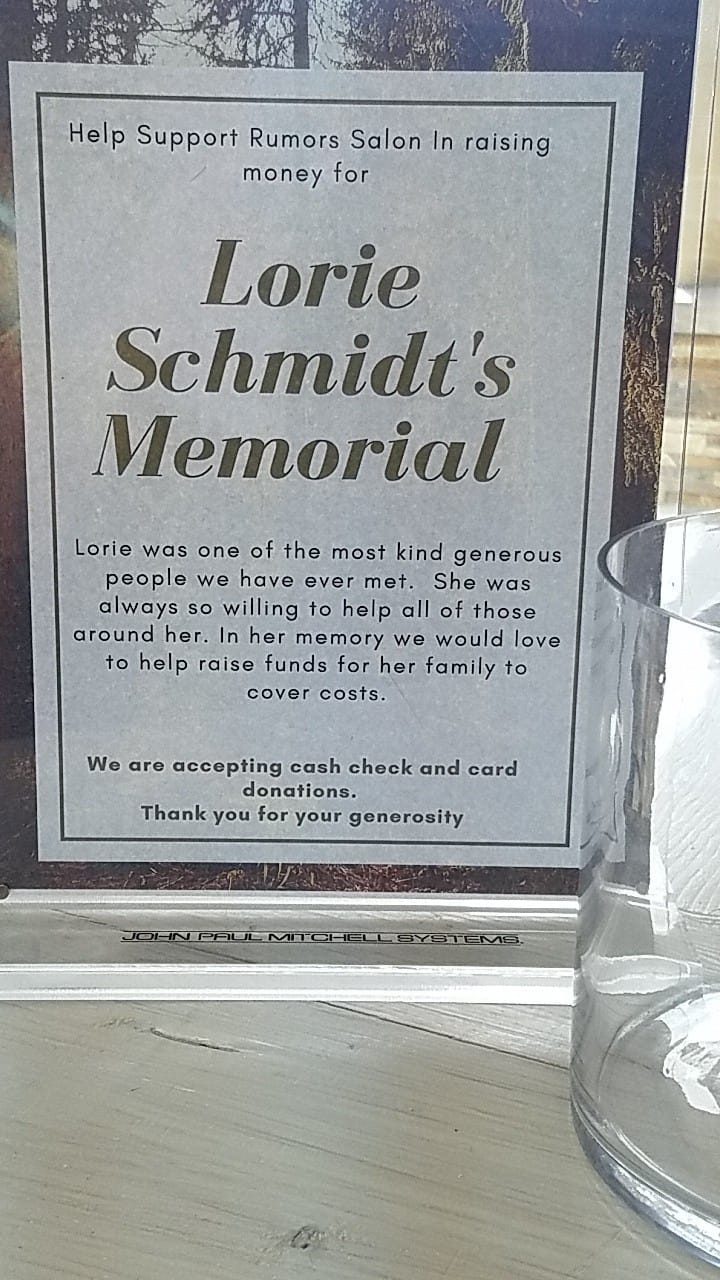 Help Support Rumors Salon In raising
money for
Lorie
Schmidt's
Memorial
Lorie was one of the most kind generous
people we have ever met. She was
always so willing to help all of those
around her. In her memory we would love
to help raise funds for her family to
cover costs.
We are accepting cash check and card
donations.
Thank you for your generosity
JOHN PAUL MITCHELL SYSTEMS.